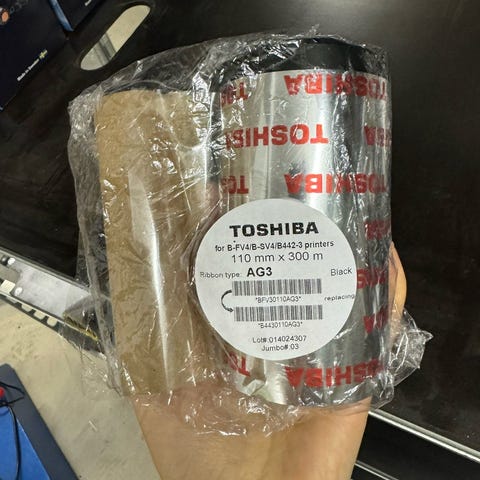 TOSHIBA
for B-FV4/B-SV4/B442-3 printers
110 mm x 300 m
Ribbon type: AG3 Black
*BFV30110AG3*
replacing
*B4430110AG3*
Lot#:014024307
Jumbo#:03
TOSHIBA
TOSHIBA
TOSHIBA
TOSHIBA